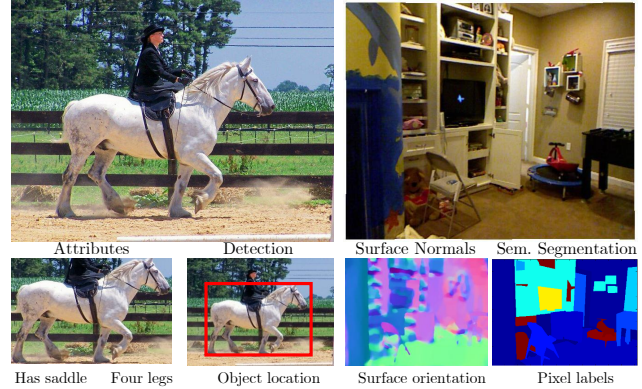 Attributes
Detection
Surface Normals
Sem. Segmentation
Has saddle
Four legs
Object location
Surface orientation
Pixel labels